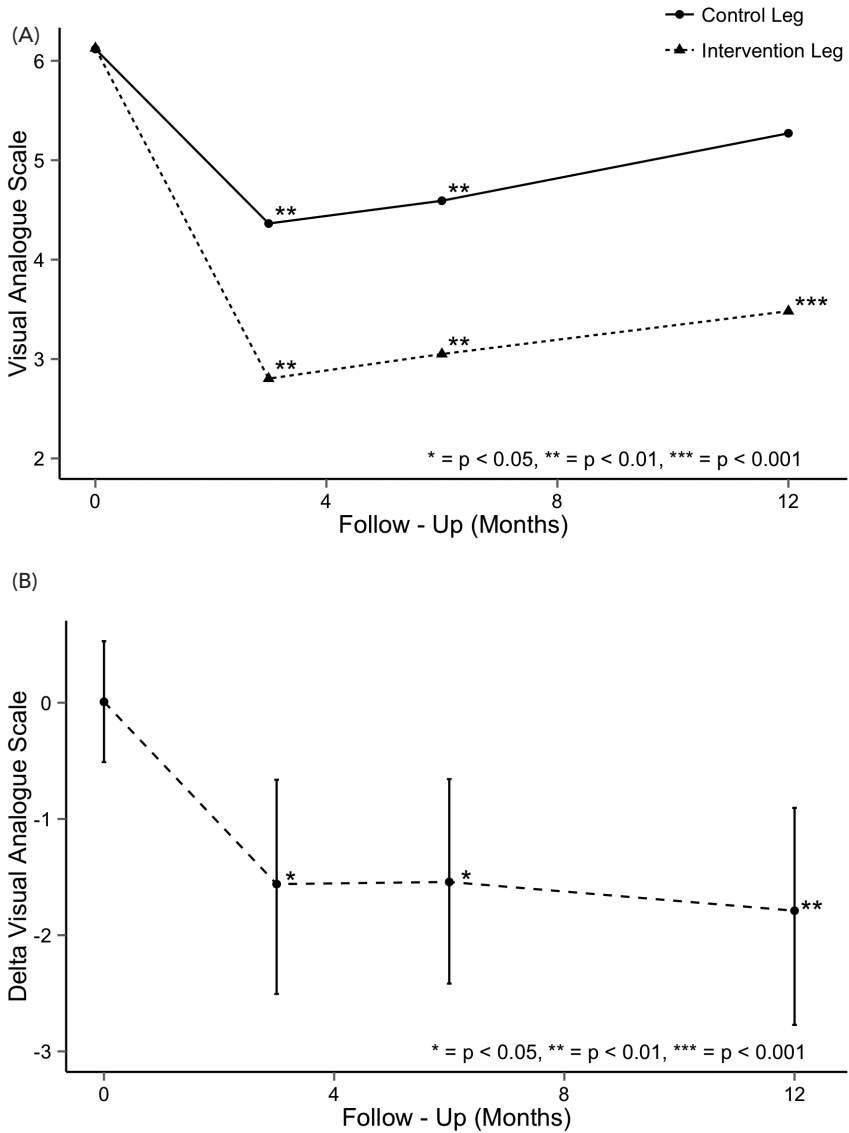 (A)
Control Leg
Intervention Leg
Visual Analogue Scale
6
5
4
3
2
**
**
**
**
***
* = p < 0.05, ** = p < 0.01, *** = p < 0.001
0 4 8 12
Follow - Up (Months)
(B)
Delta Visual Analogue Scale
0
-1
-2
-3
*
*
**
* = p < 0.05, ** = p < 0.01, *** = p < 0.001
0 4 8 12
Follow - Up (Months)